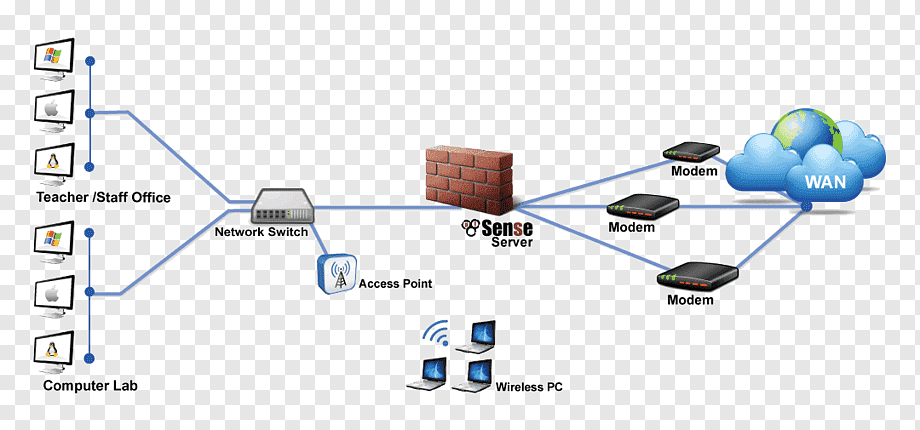 Teacher /Staff Office
Network Switch
Access Point
Computer Lab
Wireless PC
Sense
Server
Modem
Modem
Modem
WAN